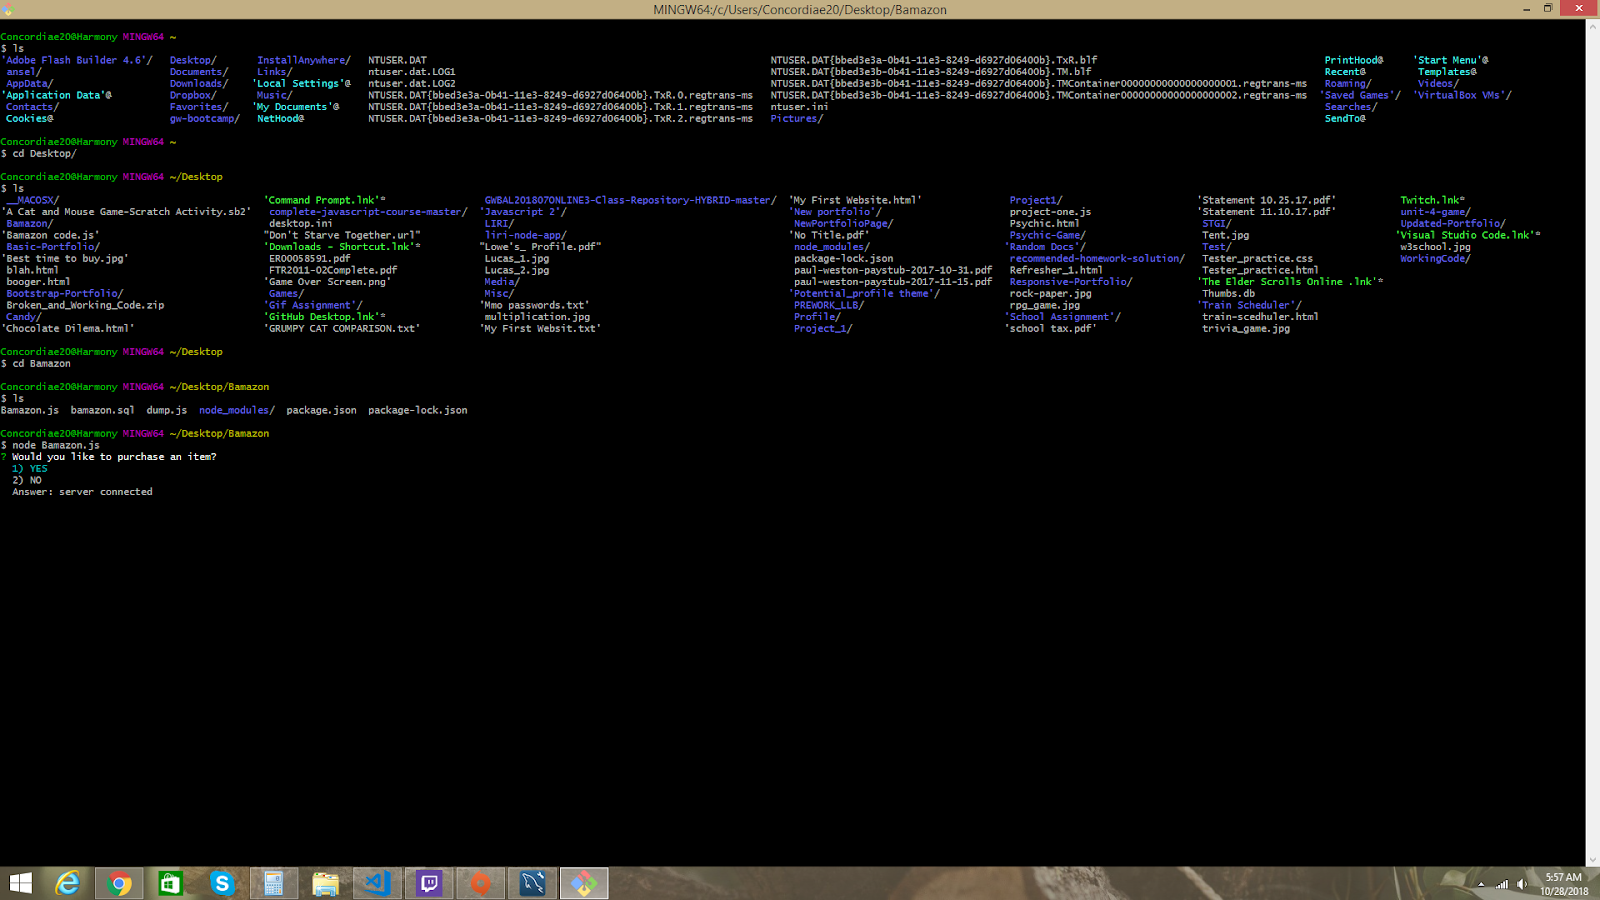 MINGW64:/c/Users/Concordiae20/Desktop/Bamazon
Concordiae20@Harmony MINGW64 ~
$ ls
'Adobe Flash Builder 4.6'/ Desktop/ InstallAnywhere/ NTUSER.DAT NTUSER.DAT{bbed3e3a-0b41-11e3-8249-d6927d06400b}.TxR.blf PrintHood@ 'Start Menu'@
ansel/ Documents/ Links/ ntuser.dat.LOG1 NTUSER.DAT{bbed3e3b-0b41-11e3-8249-d6927d06400b}.TM.blf Recent@ Templates@
AppData/ Downloads/ 'Local Settings'@ ntuser.dat.LOG2 NTUSER.DAT{bbed3e3b-0b41-11e3-8249-d6927d06400b}.TMContainer00000000000000000001.regtrans-ms Roaming/ Videos/
'Application Data'@ Dropbox/ Music/ NTUSER.DAT{bbed3e3a-0b41-11e3-8249-d6927d06400b}.TxR.0.regtrans-ms NTUSER.DAT{bbed3e3b-0b41-11e3-8249-d6927d06400b}.TMContainer00000000000000000002.regtrans-ms 'Saved Games'/ 'VirtualBox VMs'/
Contacts/ Favorites/ 'My Documents'@ NTUSER.DAT{bbed3e3a-0b41-11e3-8249-d6927d06400b}.TxR.1.regtrans-ms ntuser.ini Searches/
Cookies@ gw-bootcamp/ NetHood@ NTUSER.DAT{bbed3e3a-0b41-11e3-8249-d6927d06400b}.TxR.2.regtrans-ms Pictures/ SendTo@
Concordiae20@Harmony MINGW64 ~
$ cd Desktop/
Concordiae20@Harmony MINGW64 ~/Desktop
$ ls
__MACOSX/ 'Command Prompt.lnk'* GWBAL201807ONLINE3-Class-Repository-HYBRID-master/ 'My First Website.html' Project1/ 'Statement 10.25.17.pdf' Twitch.lnk*
'A Cat and Mouse Game-Scratch Activity.sb2' complete-javascript-course-master/ 'Javascript 2'/ 'New portfolio'/ project-one.js 'Statement 11.10.17.pdf' unit-4-game/
Bamazon/ desktop.ini LIRI/ NewPortfolioPage/ Psychic.html STGI/ Updated-Portfolio/
'Bamazon code.js' "Don't Starve Together.url" liri-node-app/ 'No Title.pdf' Psychic-Game/ Tent.jpg 'Visual Studio Code.lnk'*
Basic-Portfolio/ 'Downloads - Shortcut.lnk'* "Lowe's_ Profile.pdf" node_modules/ 'Random Docs'/ Test/ w3school.jpg
'Best time to buy.jpg' ER0058591.pdf Lucas_1.jpg package-lock.json recommended-homework-solution/ Tester_practice.css WorkingCode/
blah.html FTR2011-02Complete.pdf Lucas_2.jpg paul-weston-paystub-2017-10-31.pdf Refresher_1.html Tester_practice.html
booger.html 'Game Over Screen.png' Media/ paul-weston-paystub-2017-11-15.pdf Responsive-Portfolio/ 'The Elder Scrolls Online .lnk'*
Bootstrap-Portfolio/ Games/ Misc/ 'Potential_profile theme'/ rock-paper.jpg Thumbs.db
Broken_and_Working_Code.zip 'Gif Assignment'/ 'Mmo passwords.txt' PREWORK_LLB/ rpg_game.jpg 'Train Scheduler'/
Candy/ 'GitHub Desktop.lnk'* multiplication.jpg Profile/ 'School Assignment'/ train-scedhuler.html
'Chocolate Dilema.html' 'GRUMPY CAT COMPARISON.txt' 'My First Websit.txt' Project_1/ 'school tax.pdf' trivia_game.jpg
Concordiae20@Harmony MINGW64 ~/Desktop
$ cd Bamazon
Concordiae20@Harmony MINGW64 ~/Desktop/Bamazon
$ ls
Bamazon.js bamazon.sql dump.js node_modules/ package.json package-lock.json
Concordiae20@Harmony MINGW64 ~/Desktop/Bamazon
$ node Bamazon.js
? Would you like to purchase an item?
1) YES
2) NO
Answer: server connected
5:57 AM
10/28/2018